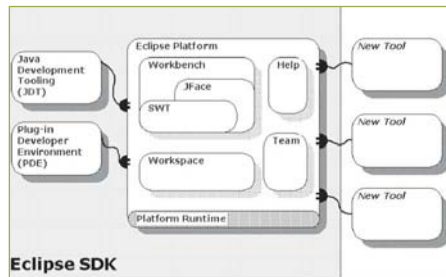 Java
Development
Tooling
(JDT)
Plug-in
Developer
Environment
(PDE)
Eclipse Platform
Workbench
JFace
SWT
Workspace
Help
Team
Platform Runtime
New Tool
New Tool
New Tool
Eclipse SDK